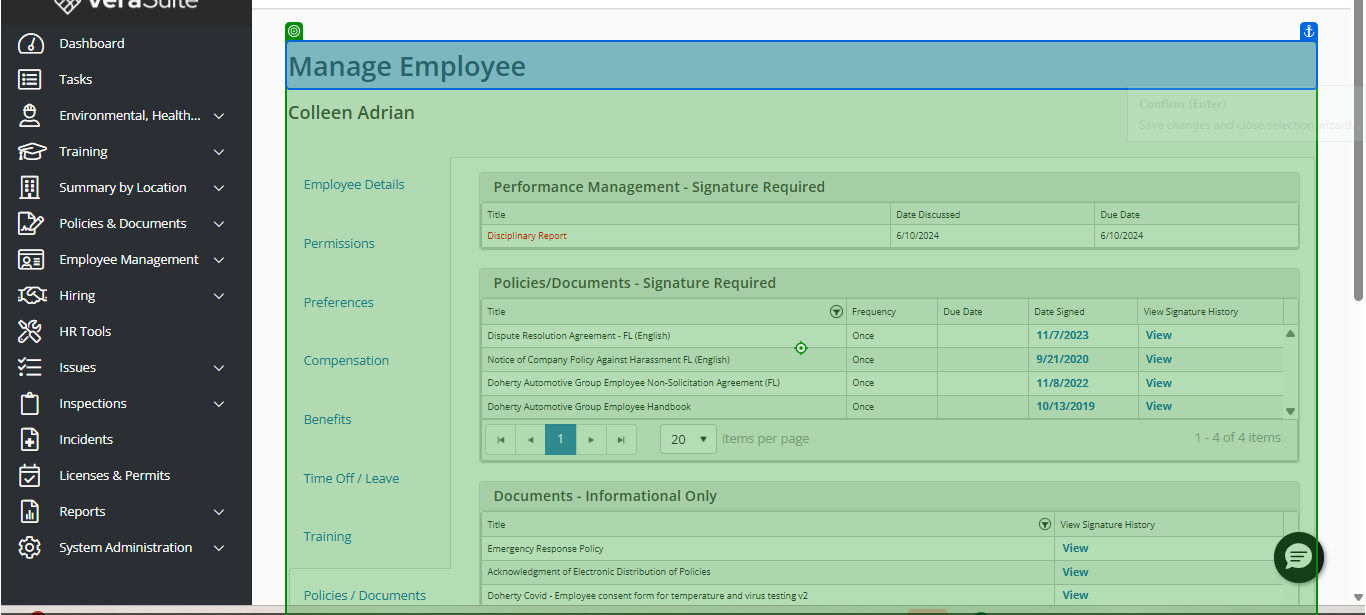 VeraSuite
Dashboard
Tasks
Environmental, Health...
Training
Summary by Location
Policies & Documents
Employee Management
Hiring
HR Tools
Issues
Inspections
Incidents
Licenses & Permits
Reports
System Administration
Manage Employee
Colleen Adrian
Confirm (Enter)
Save changes and close selection wizard.
Employee Details
Permissions
Preferences
Compensation
Benefits
Time Off / Leave
Training
Policies / Documents
Performance Management - Signature Required
Title Date Discussed Due Date
Disciplinary Report 6/10/2024 6/10/2024
Policies/Documents - Signature Required
Title Frequency Due Date Date Signed View Signature History
Dispute Resolution Agreement - FL (English) Once 11/7/2023 View
Notice of Company Policy Against Harassment FL (English) Once 9/21/2020 View
Doherty Automotive Group Employee Non-Solicitation Agreement (FL) Once 11/8/2022 View
Doherty Automotive Group Employee Handbook Once 10/13/2019 View
1 20 items per page 1 - 4 of 4 items
Documents - Informational Only
Title View Signature History
Emergency Response Policy View
Acknowledgment of Electronic Distribution of Policies View
Doherty Covid - Employee consent form for temperature and virus testing v2 View